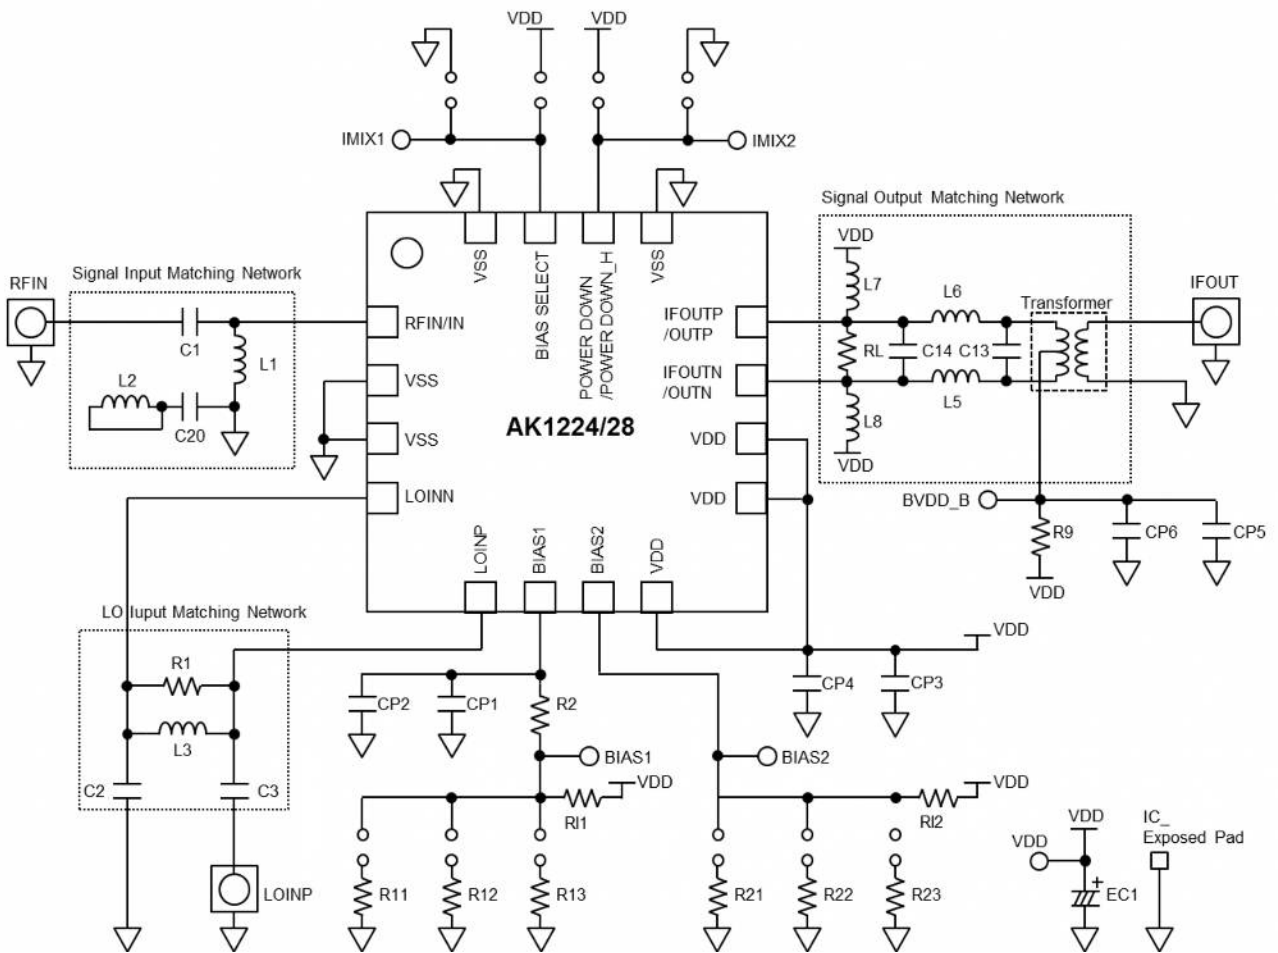 VDD
VDD
IMIX1
IMIX2
VSS
BIAS SELECT
POWER DOWN
/POWER DOWN_H
VSS
Signal Output Matching Network
VDD
L7
L6
Transformer
IFOUT
Signal Input Matching Network
RFIN
C1
L1
L2
C20
RFIN/IN
VSS
VSS
LOINN
IFOUTP
/OUTP
IFOUTN
/OUTN
VDD
VDD
AK1224/28
RL
C14
C13
L5
L8
VDD
BVDD_B
R9
CP6
CP5
VDD
LOINP
BIAS1
BIAS2
VDD
LO Iuput Matching Network
R1
L3
C2
C3
LOINP
VDD
CP4
CP3
CP2
CP1
R2
BIAS1
BIAS2
VDD
RI1
VDD
RI2
R11
R12
R13
R21
R22
R23
VDD
VDD
+
EC1
IC_
Exposed Pad